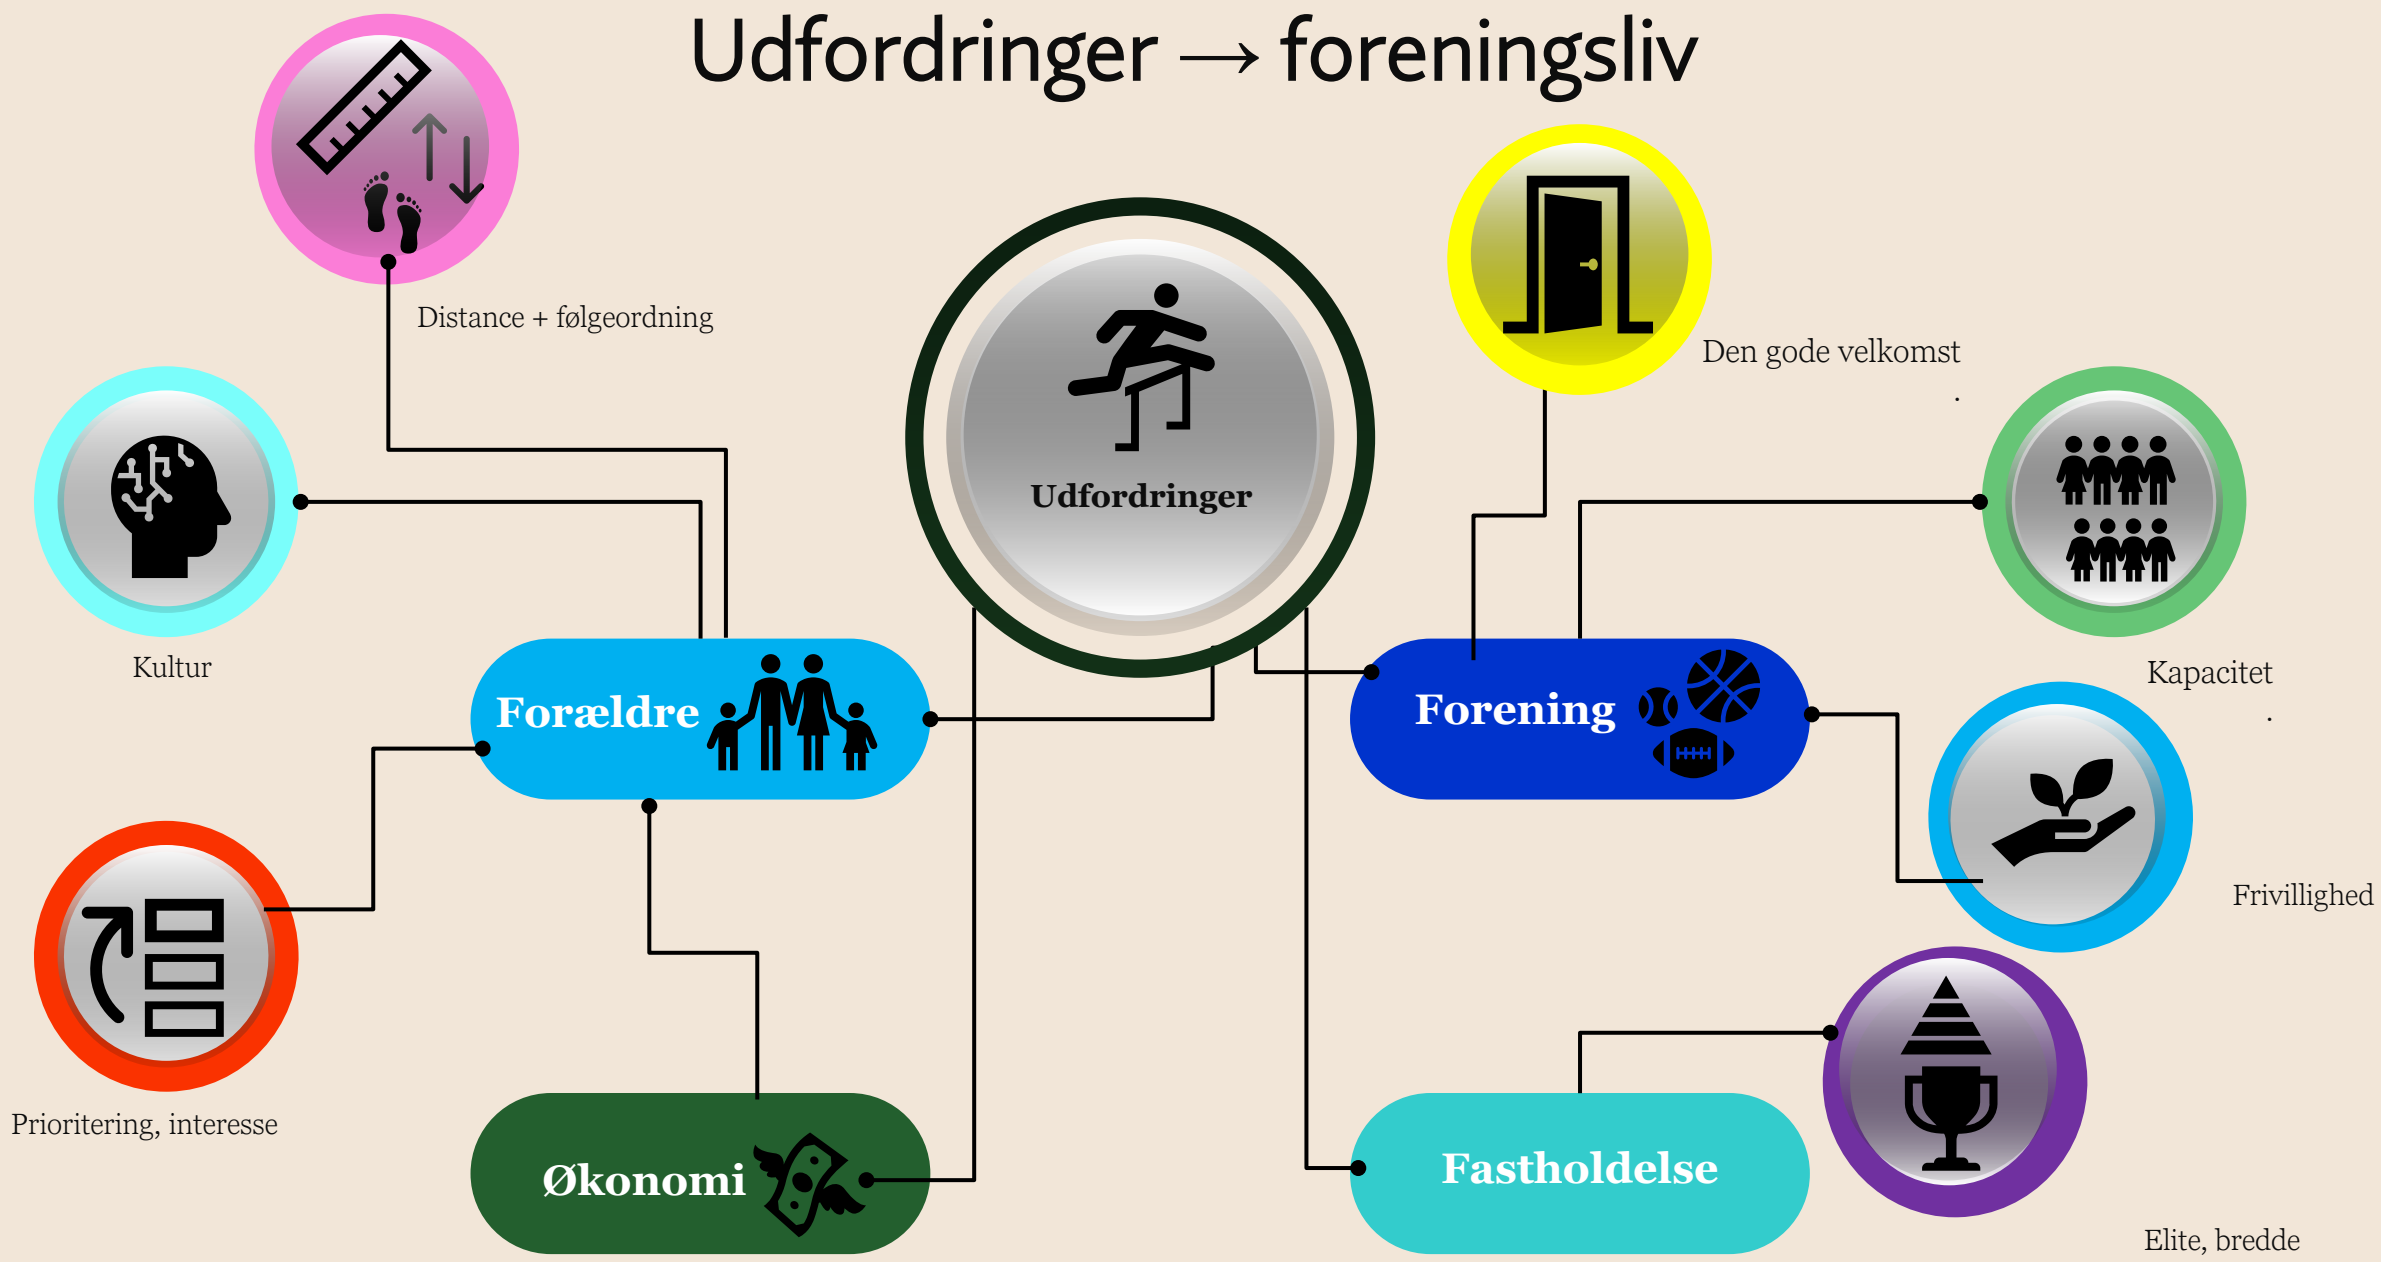 Udfordringer → foreningsliv
Distance + følgeordning
Den gode velkomst
.
Udfordringer
Kultur
Kapacitet
.
Forældre
Forening
Frivillighed
Prioritering, interesse
Økonomi
Fastholdelse
Elite, bredde